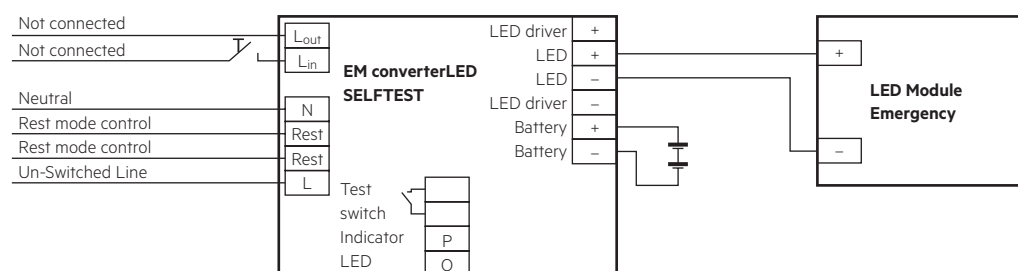 Not connected
Not connected
Neutral
Rest mode control
Rest mode control
Un-Switched Line
Lout
Lin
N
Rest
Rest
L
EM converterLED
SELFTEST
Test
switch
Indicator
LED
P
O
LED driver +
LED +
LED –
LED driver –
Battery +
Battery –
+
–
LED Module
Emergency